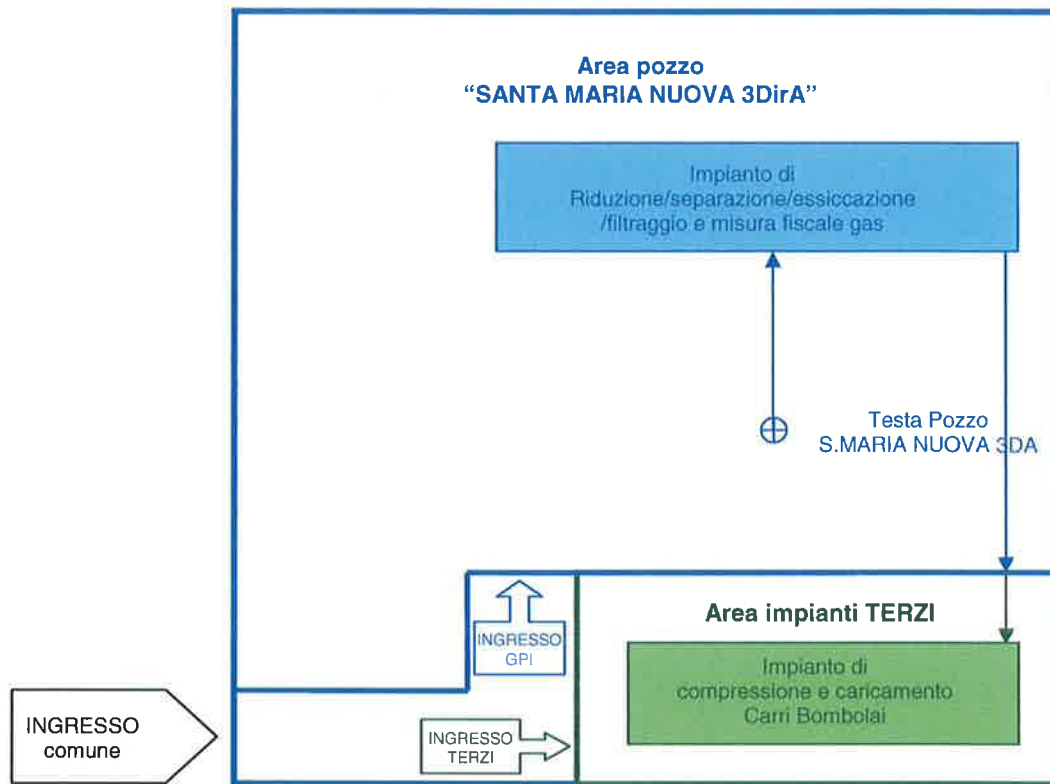 Area pozzo
“SANTA MARIA NUOVA 3DirA”
Impianto di
Riduzione/separazione/essiccazione
/filtraggio e misura fiscale gas
Testa Pozzo
S.MARIA NUOVA 3DA
INGRESSO
GPI
Area impianti TERZI
Impianto di
compressione e caricamento
Carri Bombolai
INGRESSO
comune
INGRESSO
TERZI